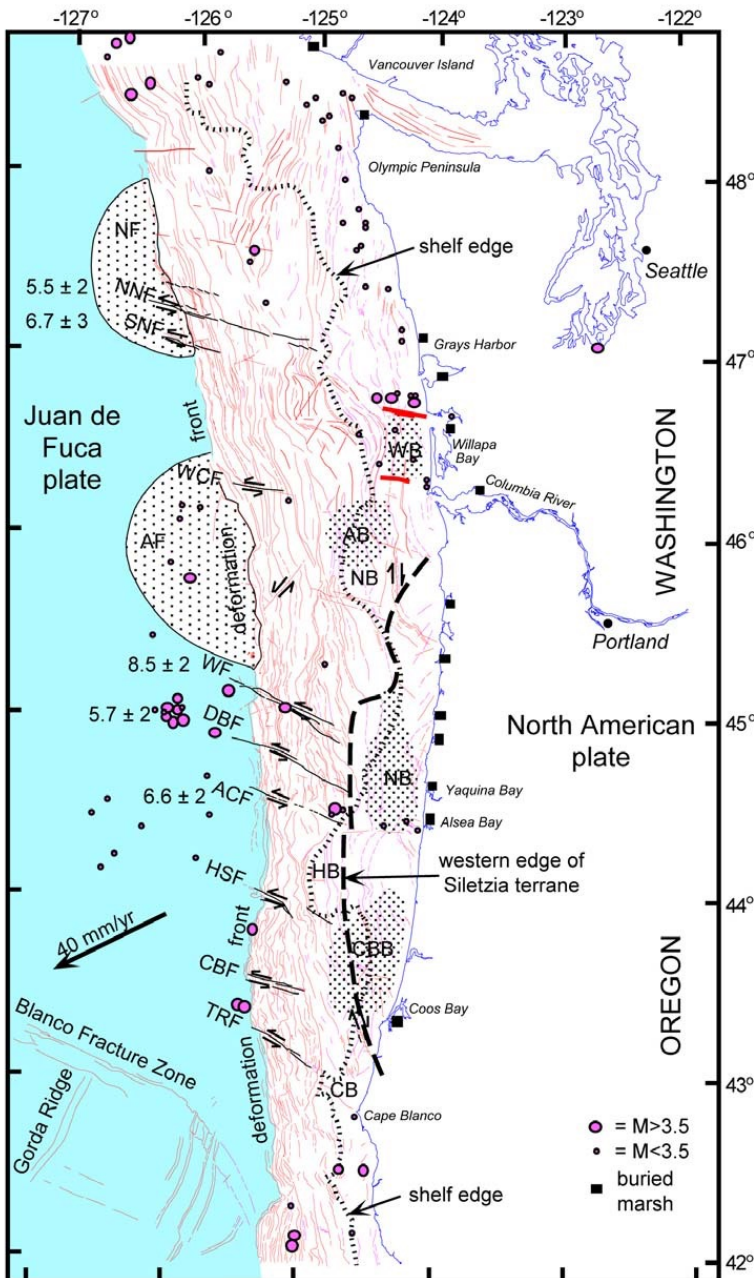 -127° -126° -125° -124° -123° -122°
Vancouver Island
Olympic Peninsula
48°
NF
shelf edge
Seattle
5.5 ± 2
NNF
6.7 ± 3
SNF
Grays Harbor
47°
Juan de
Fuca
plate
front
WB
Willapa
Bay
WCF
Columbia River
WASHINGTON
AF
AB
46°
NB
deformation
Portland
8.5 ± 2
WF
5.7 ± 2
DBF
45°
North American
plate
NB
ACF
6.6 ± 2
Yaquina Bay
Alsea Bay
HSF
HB
western edge of
Siletzia terrane
44°
40 mm/yr
front
CBF
CBB
OREGON
TRF
Coos Bay
Blanco Fracture Zone
43°
CB
Gorda Ridge
deformation
Cape Blanco
= M>3.5
= M<3.5
buried
marsh
shelf edge
42°